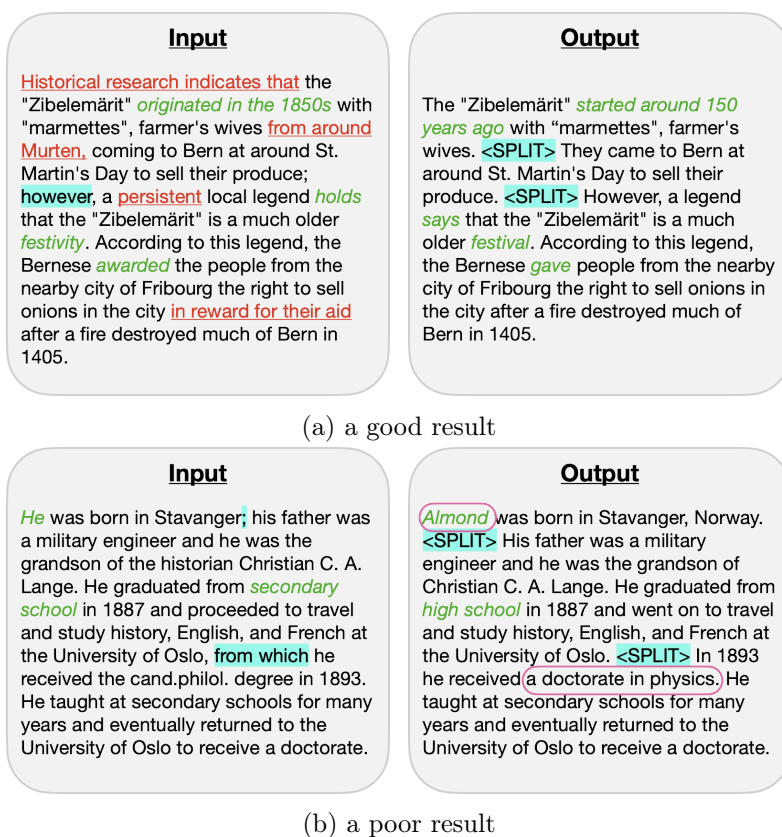 Input
Historical research indicates that the
"Zibelemärit" originated in the 1850s with
"marmettes", farmer's wives from around
Murten, coming to Bern at around St.
Martin's Day to sell their produce;
however, a persistent local legend holds
that the "Zibelemärit" is a much older
festivity. According to this legend, the
Bernese awarded the people from the
nearby city of Fribourg the right to sell
onions in the city in reward for their aid
after a fire destroyed much of Bern in
1405.
Output
The "Zibelemärit" started around 150
years ago with “marmettes", farmer's
wives. <SPLIT> They came to Bern at
around St. Martin's Day to sell their
produce. <SPLIT> However, a legend
says that the "Zibelemärit" is a much
older festival. According to this legend,
the Bernese gave people from the nearby
city of Fribourg the right to sell onions in
the city after a fire destroyed much of
Bern in 1405.
(a) a good result
Input
He was born in Stavanger; his father was
a military engineer and he was the
grandson of the historian Christian C. A.
Lange. He graduated from secondary
school in 1887 and proceeded to travel
and study history, English, and French at
the University of Oslo, from which he
received the cand.philol. degree in 1893.
He taught at secondary schools for many
years and eventually returned to the
University of Oslo to receive a doctorate.
Output
Almond was born in Stavanger, Norway.
<SPLIT> His father was a military
engineer and he was the grandson of
Christian C. A. Lange. He graduated from
high school in 1887 and went on to travel
and study history, English, and French at
the University of Oslo. <SPLIT> In 1893
he received a doctorate in physics. He
taught at secondary schools for many
years and eventually returned to the
University of Oslo to receive a doctorate.
(b) a poor result